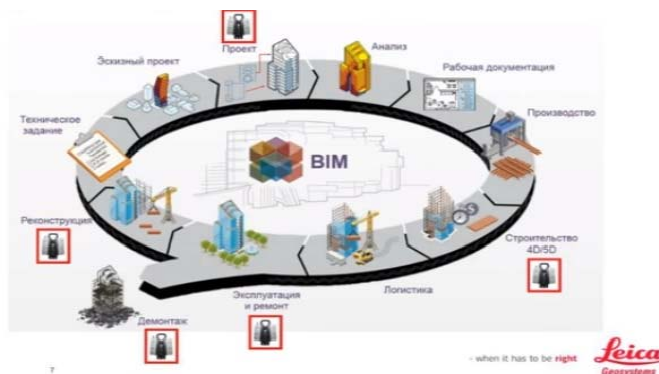 Проект
Анализ
Эскизный проект
Рабочая документация
Техническое
задание
Производство
BIM
Реконструкция
Строительство
4D/5D
Эксплуатация
и ремонт
Логистика
Демонтаж
7
- when it has to be right
Leica
Geosystems